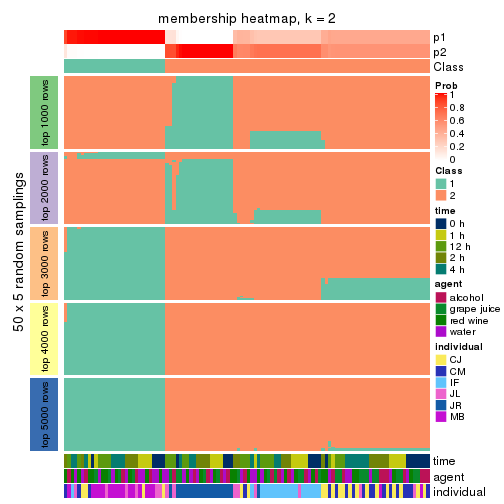 membership heatmap, k = 2
p1
p2
Class
50 x 5 random samplings
top 1000 rows
top 2000 rows
top 3000 rows
top 4000 rows
top 5000 rows
time
agent
individual
Prob
1
0.8
0.6
0.4
0.2
0
Class
1
2
time
0 h
1 h
12 h
2 h
4 h
agent
alcohol
grape juice
red wine
water
individual
CJ
CM
IF
JL
JR
MB